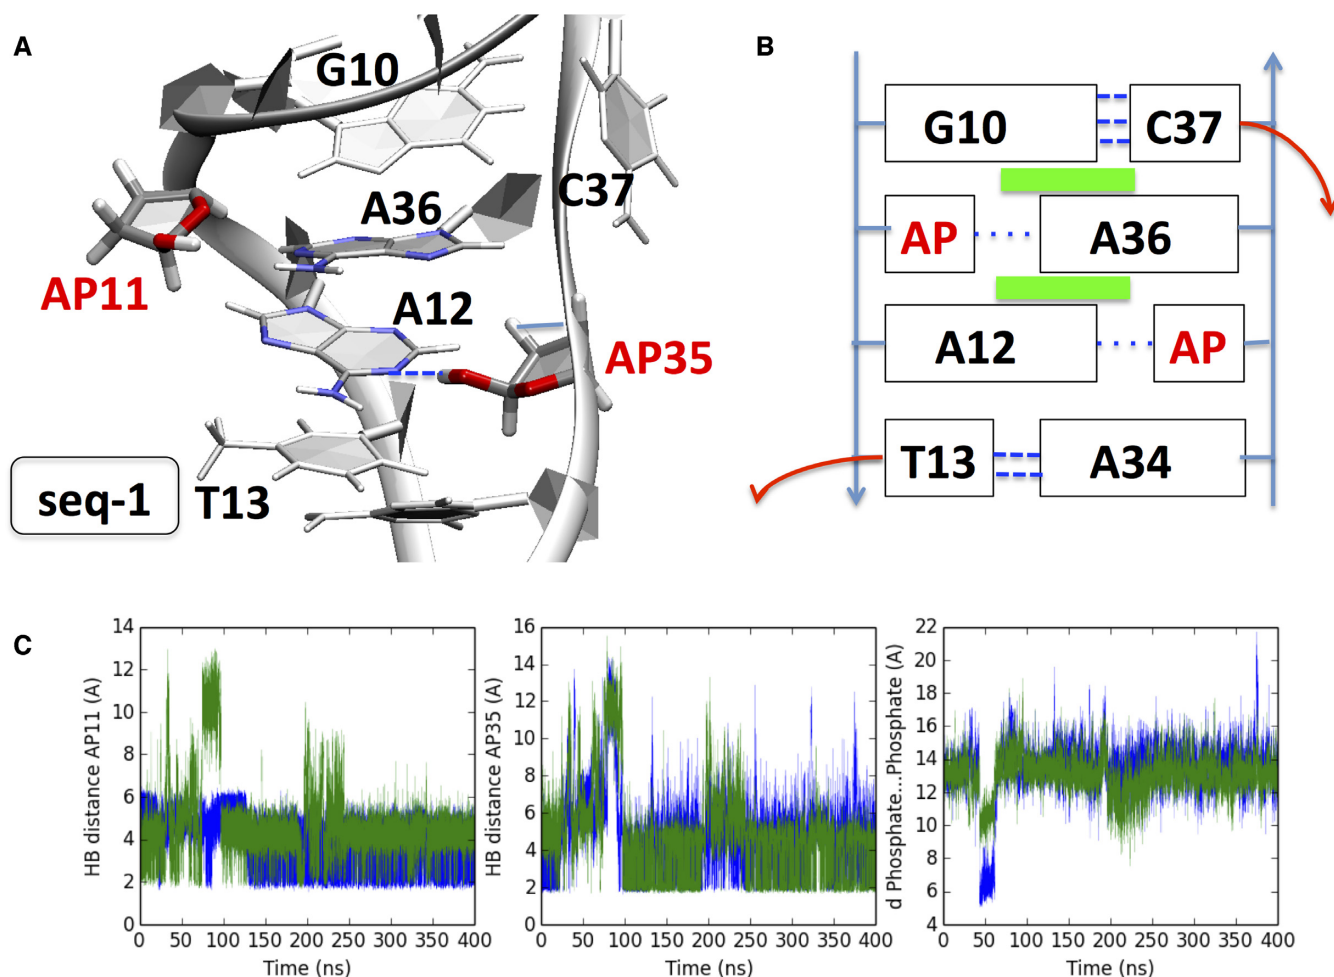 A
G10
C37
A36
AP11
A12
AP35
seq-1
T13
B
G10 C37
AP A36
A12 AP
T13 A34
C
14
12
10
8
6
4
2
0
HB distance AP11 (A)
0 50 100 150 200 250 300 350 400
Time (ns)
16
14
12
10
8
6
4
2
0
HB distance AP35 (A)
0 50 100 150 200 250 300 350 400
Time (ns)
22
20
18
16
14
12
10
8
6
4
d Phosphate...Phosphate (A)
0 50 100 150 200 250 300 350 400
Time (ns)